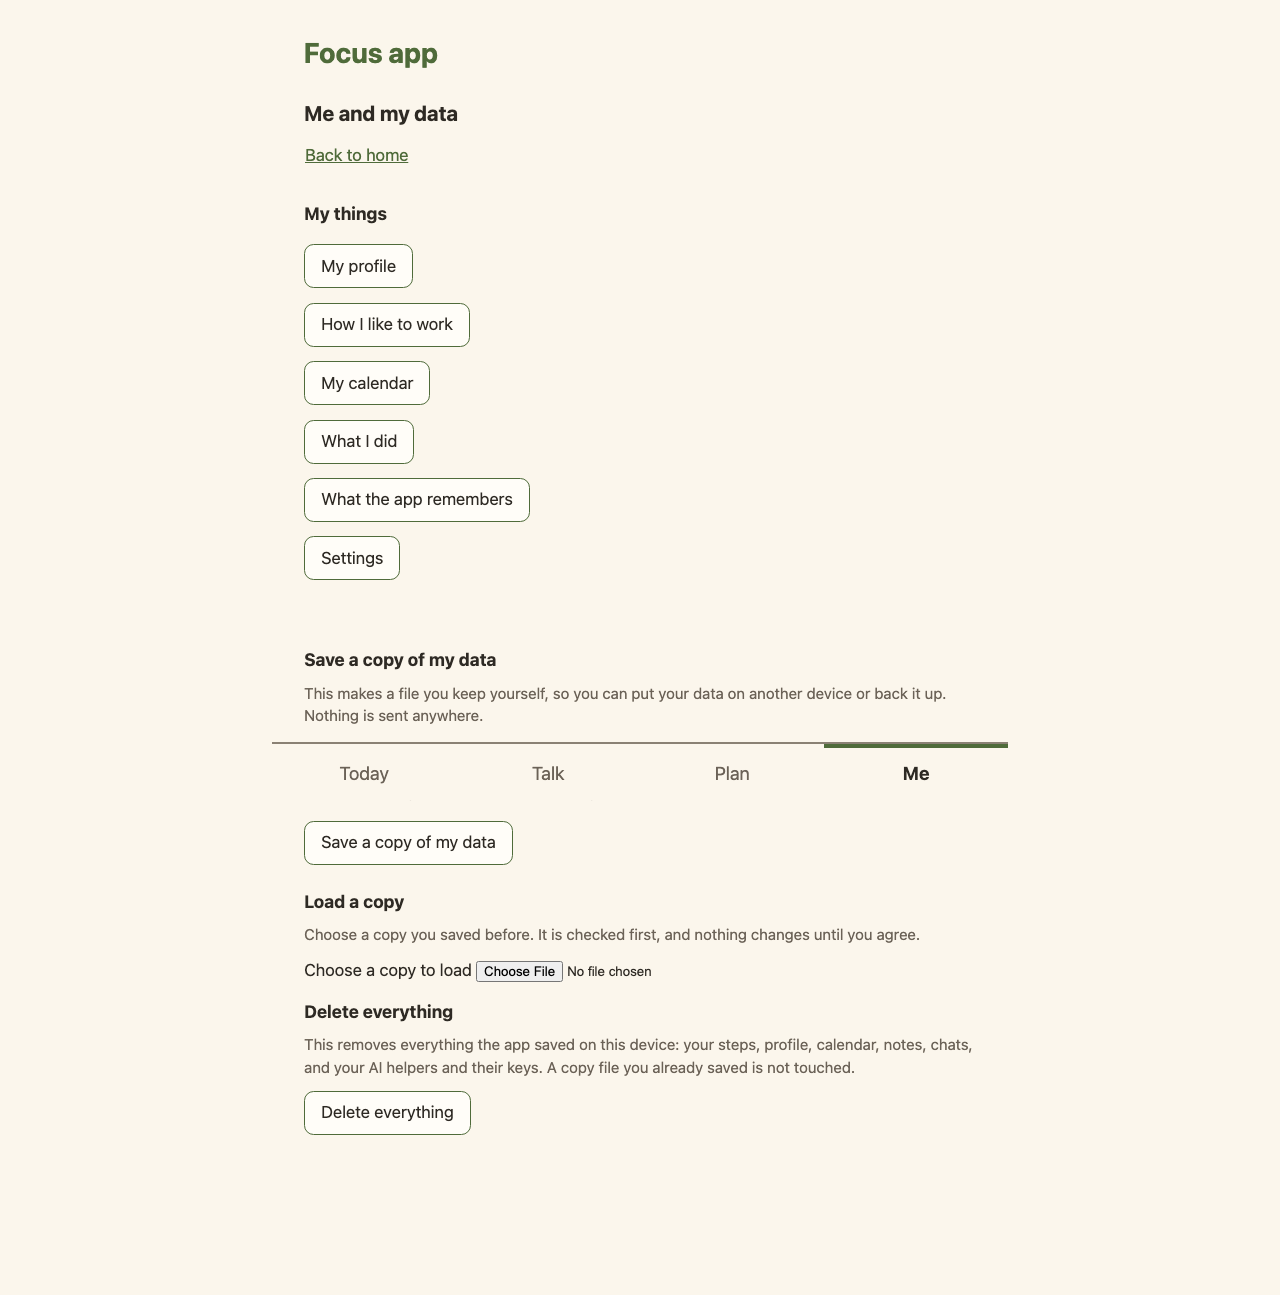 Focus app
Me and my data
Back to home
My things
My profile
How I like to work
My calendar
What I did
What the app remembers
Settings
Save a copy of my data
This makes a file you keep yourself, so you can put your data on another device or back it up.
Nothing is sent anywhere.
Today Talk Plan Me
Save a copy of my data
Load a copy
Choose a copy you saved before. It is checked first, and nothing changes until you agree.
Choose a copy to load Choose File No file chosen
Delete everything
This removes everything the app saved on this device: your steps, profile, calendar, notes, chats,
and your AI helpers and their keys. A copy file you already saved is not touched.
Delete everything